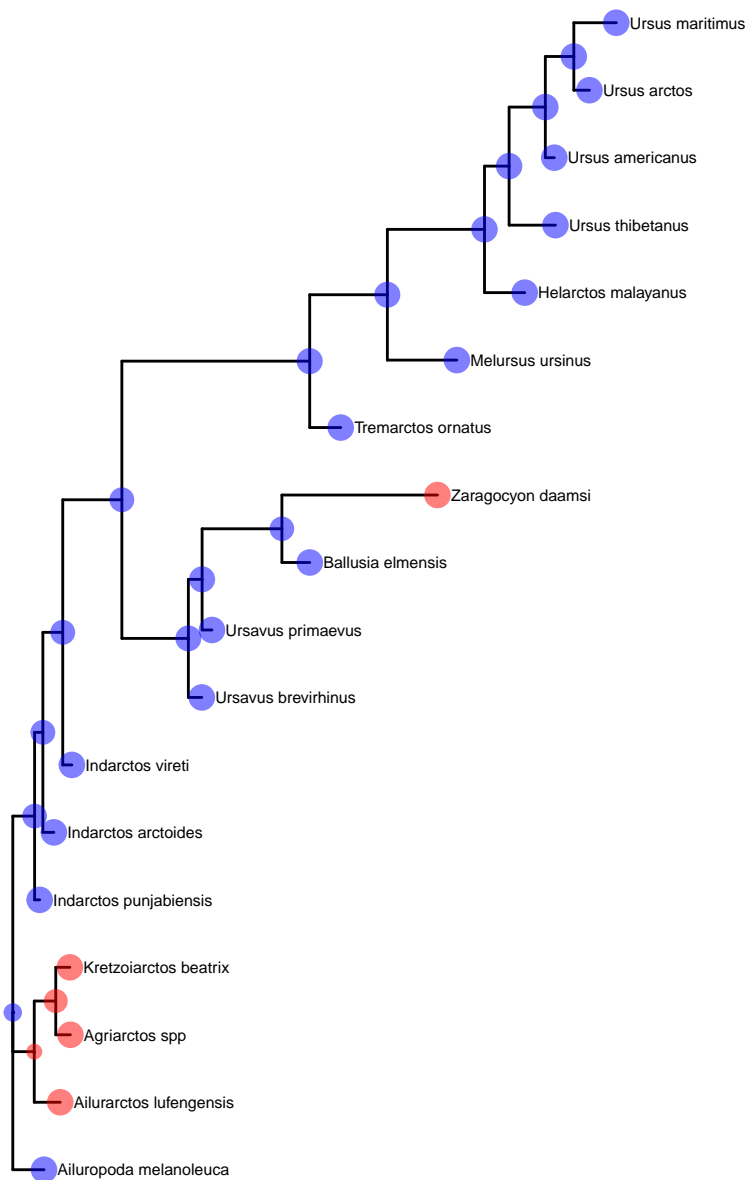 Ursus maritimus
Ursus arctos
Ursus americanus
Ursus thibetanus
Helarctos malayanus
Melursus ursinus
Tremarctos ornatus
Zaragocyon daamsi
Ballusia elmensis
Ursavus primaevus
Ursavus brevirhinus
Indarctos vireti
Indarctos arctoides
Indarctos punjabiensis
Kretzoiarctos beatrix
Agriarctos spp
Ailurarctos lufengensis
Ailuropoda melanoleuca